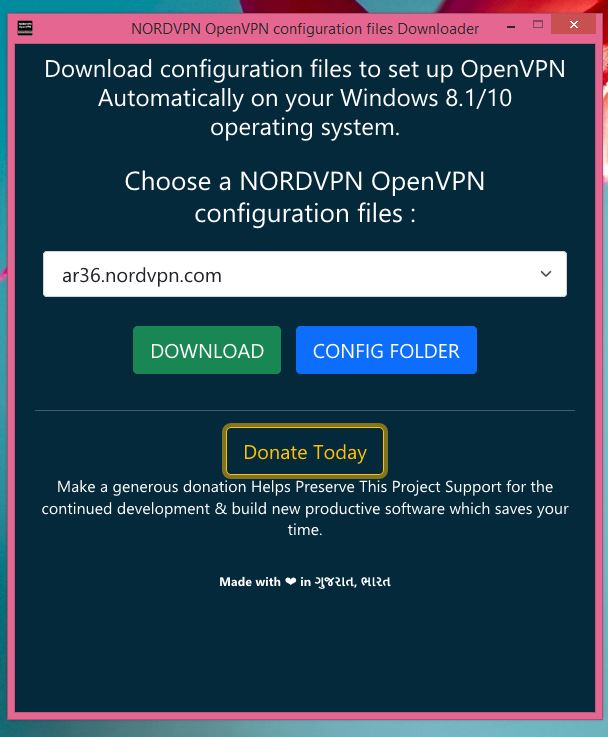 NORDVPN OpenVPN configuration files Downloader
Download configuration files to set up OpenVPN
Automatically on your Windows 8.1/10
operating system.
Choose a NORDVPN OpenVPN
configuration files :
ar36.nordvpn.com
DOWNLOAD CONFIG FOLDER
Donate Today
Make a generous donation Helps Preserve This Project Support for the
continued development & build new productive software which saves your
time.
Made with ❤ in ગુજરાત, ભારત